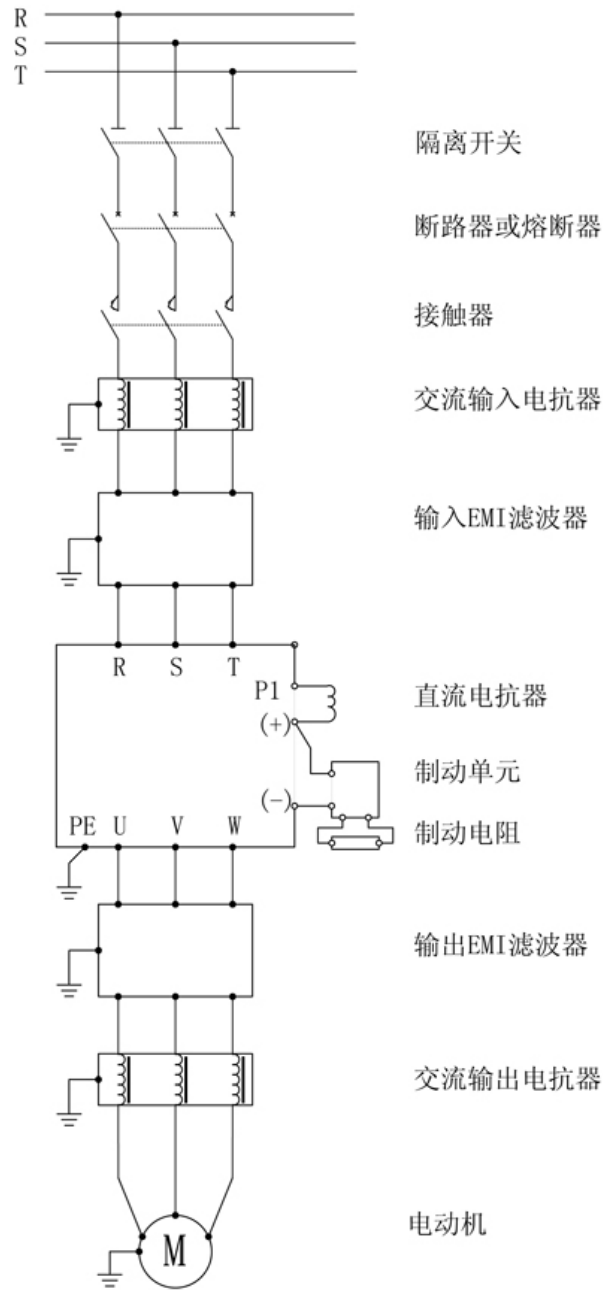 R
S
T
隔离开关
断路器或熔断器
接触器
交流输入电抗器
输入EMI滤波器
R S T
P1
直流电抗器
(+)
制动单元
(-)
制动电阻
PE U V W
输出EMI滤波器
交流输出电抗器
电动机
M